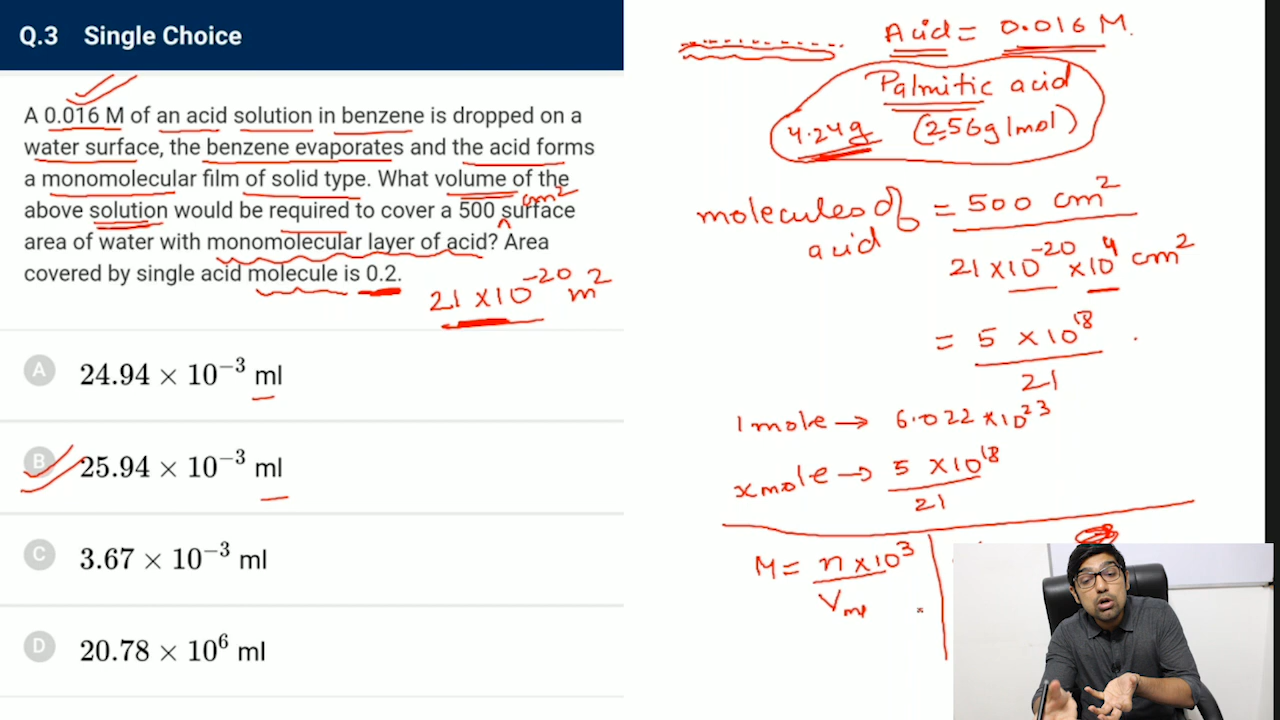 Q.3 Single Choice
A 0.016 M of an acid solution in benzene is dropped on a
water surface, the benzene evaporates and the acid forms
a monomolecular film of solid type. What volume of the
cm²
above solution would be required to cover a 500 surface
area of water with monomolecular layer of acid? Area
covered by single acid molecule is 0.2.
21 × 10⁻²⁰ m²
A 24.94 × 10⁻³ ml
B 25.94 × 10⁻³ ml
C 3.67 × 10⁻³ ml
D 20.78 × 10⁶ ml
Acid = 0.016 M.
Palmitic acid
4.24g (256g/mol)
molecules of acid = 500 cm²
21 × 10⁻²⁰ × 10⁴ cm²
= 5 × 10¹⁸
21
1 mole → 6.022 × 10²³
x mole → 5 × 10¹⁸
21
M = n × 10³
V ml